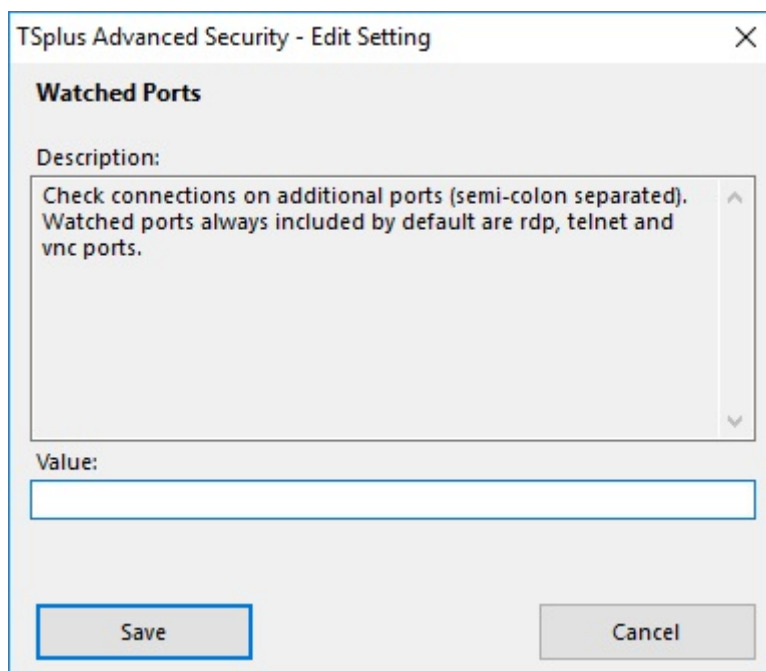 TSplus Advanced Security - Edit Setting
Watched Ports
Description:
Check connections on additional ports (semi-colon separated).
Watched ports always included by default are rdp, telnet and
vnc ports.
Value:
Save
Cancel